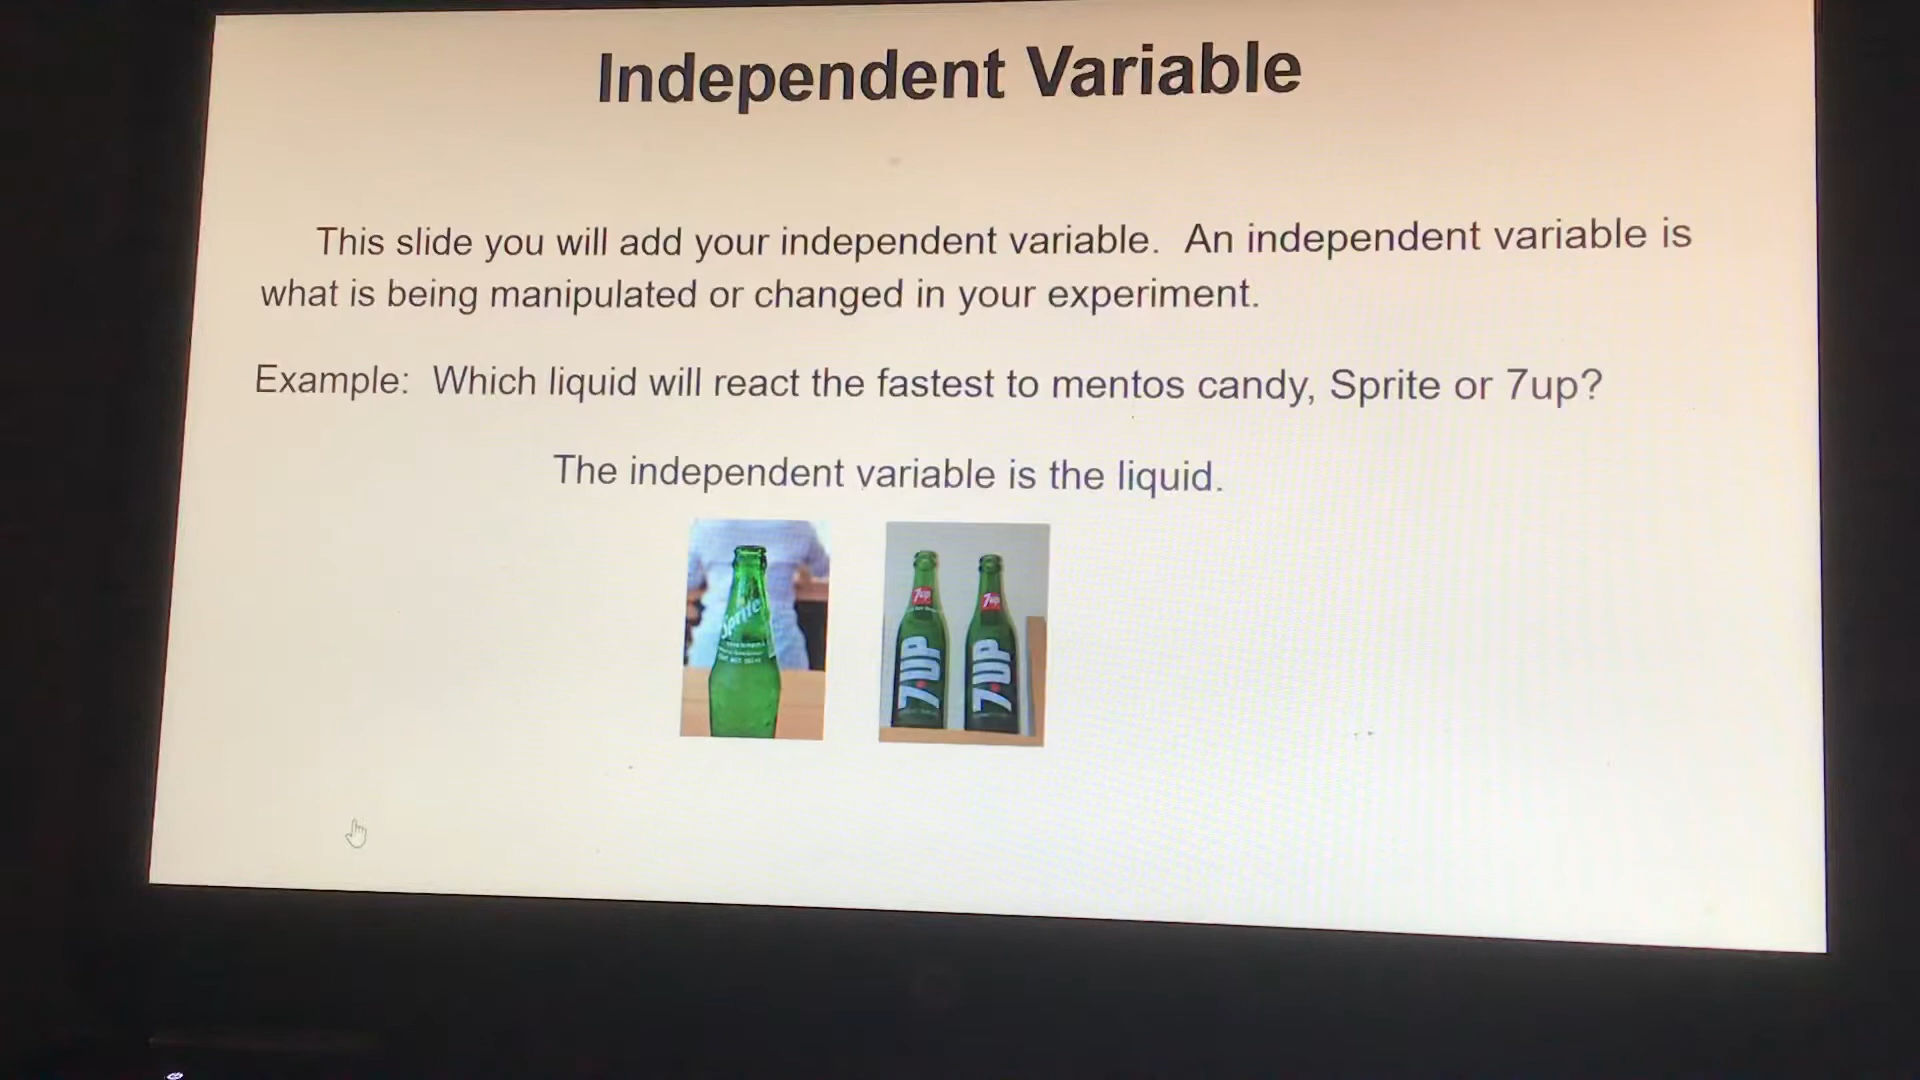 Independent Variable
This slide you will add your independent variable. An independent variable is
what is being manipulated or changed in your experiment.
Example: Which liquid will react the fastest to mentos candy, Sprite or 7up?
The independent variable is the liquid.
Sprite
7up
7up
7UP
7UP